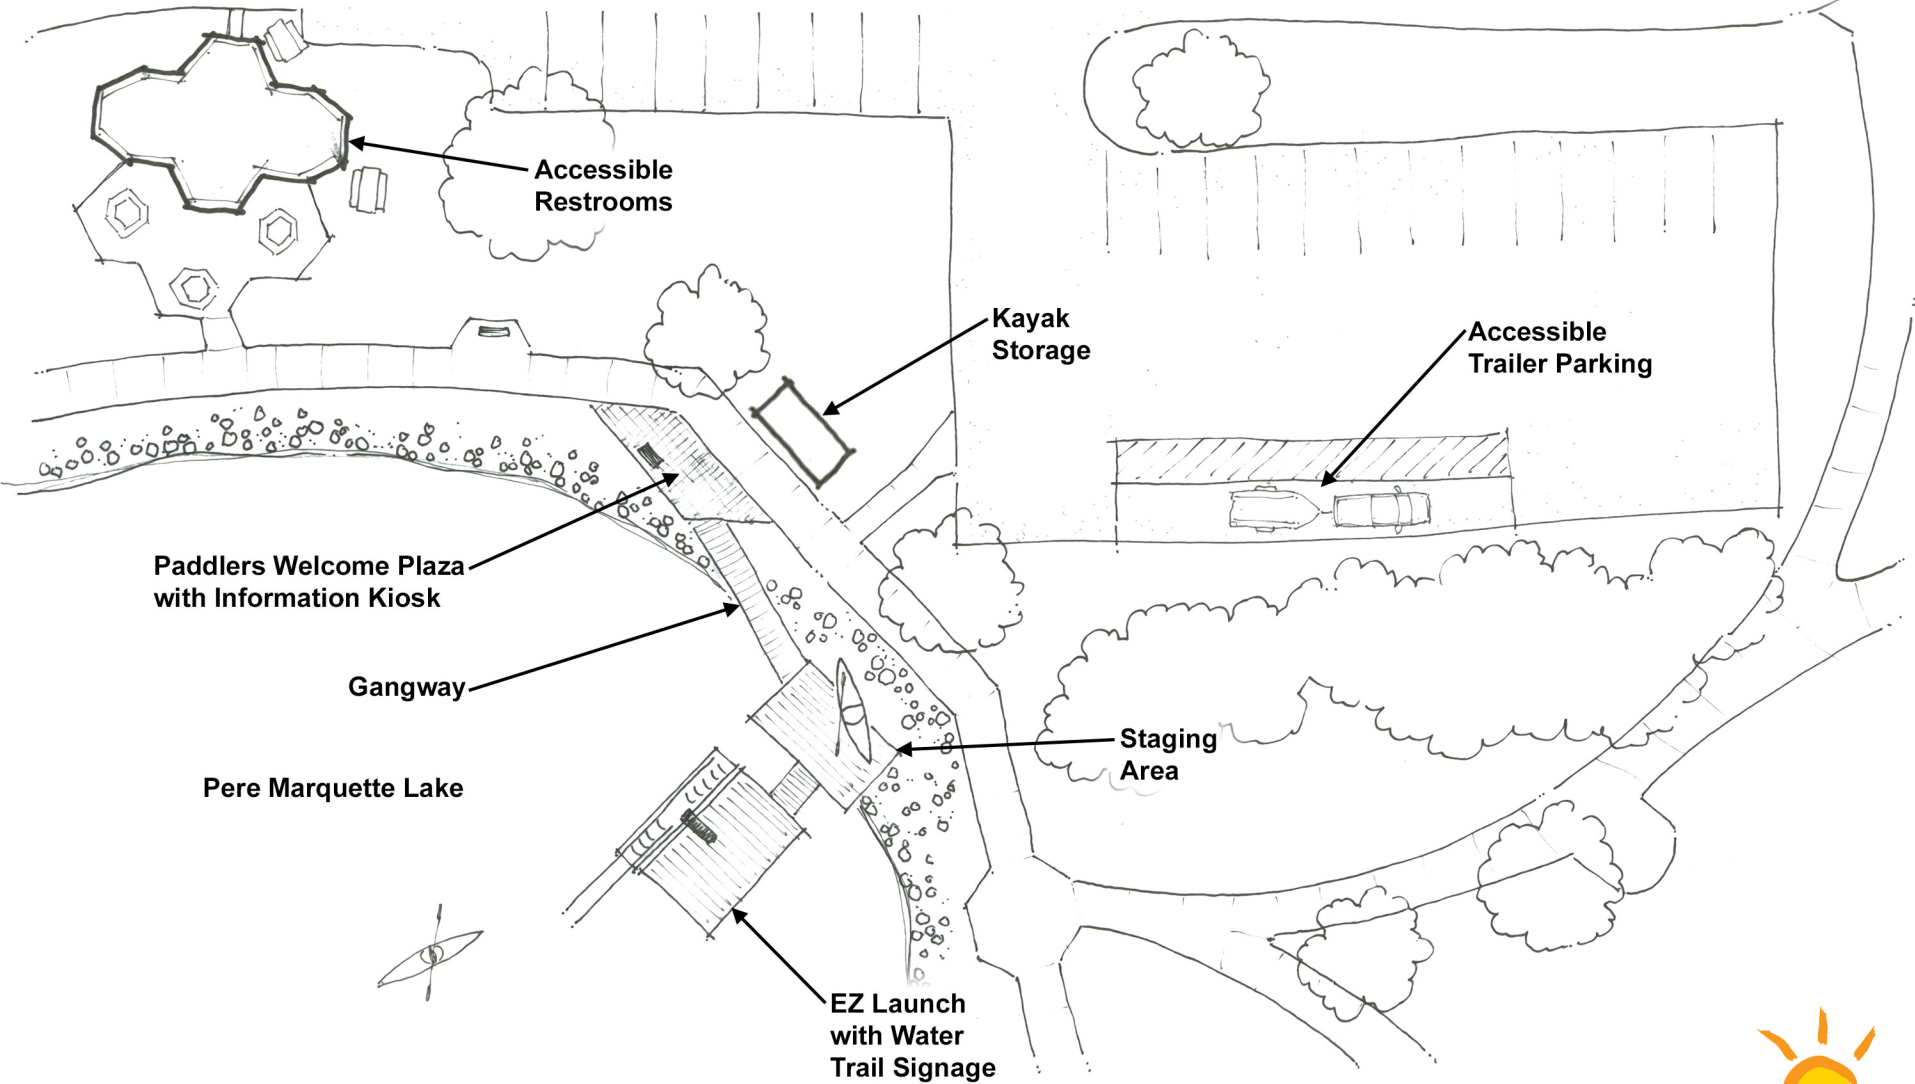 Accessible
Restrooms
Kayak
Storage
Accessible
Trailer Parking
Paddlers Welcome Plaza
with Information Kiosk
Gangway
Staging
Area
Pere Marquette Lake
EZ Launch
with Water
Trail Signage